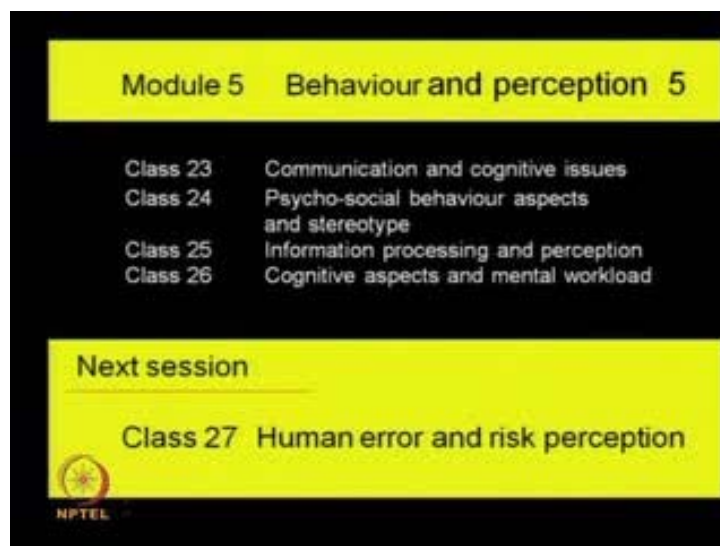 Module 5 Behaviour and perception 5
Class 23 Communication and cognitive issues
Class 24 Psycho-social behaviour aspects
and stereotype
Class 25 Information processing and perception
Class 26 Cognitive aspects and mental workload
Next session
Class 27 Human error and risk perception
NPTEL